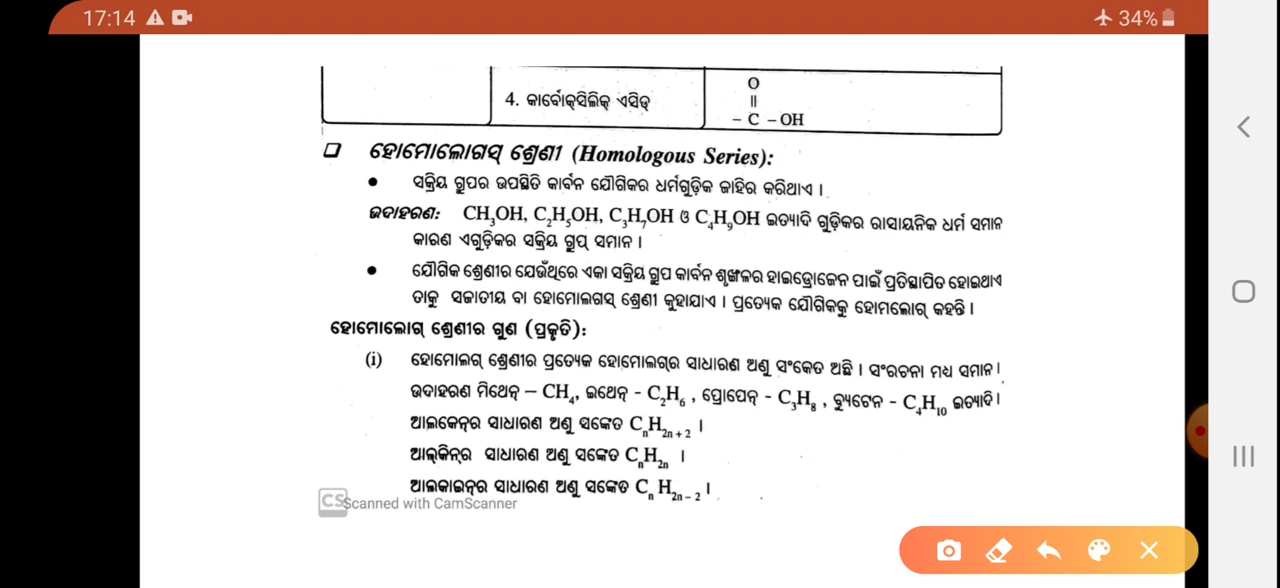 17:14
34%
4. କାର୍ବୋକ୍ସିଲିକ୍ ଏସିଡ୍
O
||
– C – OH
❑ ହୋମୋଲୋଗସ୍ ଶ୍ରେଣୀ (Homologous Series):
• ସକ୍ରିୟ ଗ୍ରୁପର ଉପସ୍ଥିତି କାର୍ବନ ଯୌଗିକର ଧର୍ମଗୁଡ଼ିକ ଜାହିର କରିଥାଏ ।
ଉଦାହରଣ: CH₃OH, C₂H₅OH, C₃H₇OH ଓ C₄H₉OH ଇତ୍ୟାଦି ଗୁଡ଼ିକର ରାସାୟନିକ ଧର୍ମ ସମାନ
କାରଣ ଏଗୁଡ଼ିକର ସକ୍ରିୟ ଗ୍ରୁପ୍ ସମାନ ।
• ଯୌଗିକ ଶ୍ରେଣୀର ଯେଉଁଥିରେ ଏକା ସକ୍ରିୟ ଗ୍ରୁପ କାର୍ବନ ଶୃଙ୍ଖଳର ହାଇଡ୍ରୋଜେନ ପାଇଁ ପ୍ରତିସ୍ଥାପିତ ହୋଇଥାଏ
ତାକୁ ସଜାତୀୟ ବା ହୋମୋଲଗସ୍ ଶ୍ରେଣୀ କୁହାଯାଏ । ପ୍ରତ୍ୟେକ ଯୌଗିକକୁ ହୋମଲୋଗ୍ କହନ୍ତି ।
ହୋମୋଲୋଗ୍ ଶ୍ରେଣୀର ଗୁଣ (ପ୍ରକୃତି):
(i) ହୋମୋଲଗ୍ ଶ୍ରେଣୀର ପ୍ରତ୍ୟେକ ହୋମୋଲଗ୍‌ର ସାଧାରଣ ଅଣୁ ସଂକେତ ଅଛି । ସଂରଚନା ମଧ୍ୟ ସମାନ ।
ଉଦାହରଣ ମିଥେନ୍ – CH₄, ଇଥେନ୍ - C₂H₆ , ପ୍ରୋପେନ୍ - C₃H₈ , ବ୍ୟୁଟେନ - C₄H₁₀ ଇତ୍ୟାଦି ।
ଆଲକେନ୍‌ର ସାଧାରଣ ଅଣୁ ସଙ୍କେତ CₙH₂ₙ₊₂ ।
ଆଲ୍‌କିନ୍‌ର ସାଧାରଣ ଅଣୁ ସଙ୍କେତ CₙH₂ₙ ।
ଆଲକାଇନ୍‌ର ସାଧାରଣ ଅଣୁ ସଙ୍କେତ Cₙ H₂ₙ₋₂ ।
CS Scanned with CamScanner